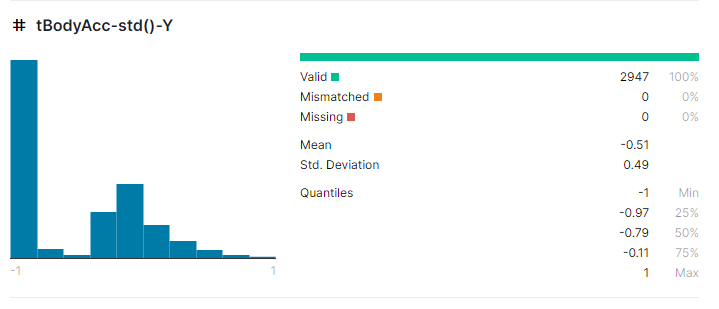 # tBodyAcc-std()-Y
Valid 2947 100%
Mismatched 0 0%
Missing 0 0%
Mean -0.51
Std. Deviation 0.49
Quantiles -1 Min
-0.97 25%
-0.79 50%
-0.11 75%
1 Max
-1 1